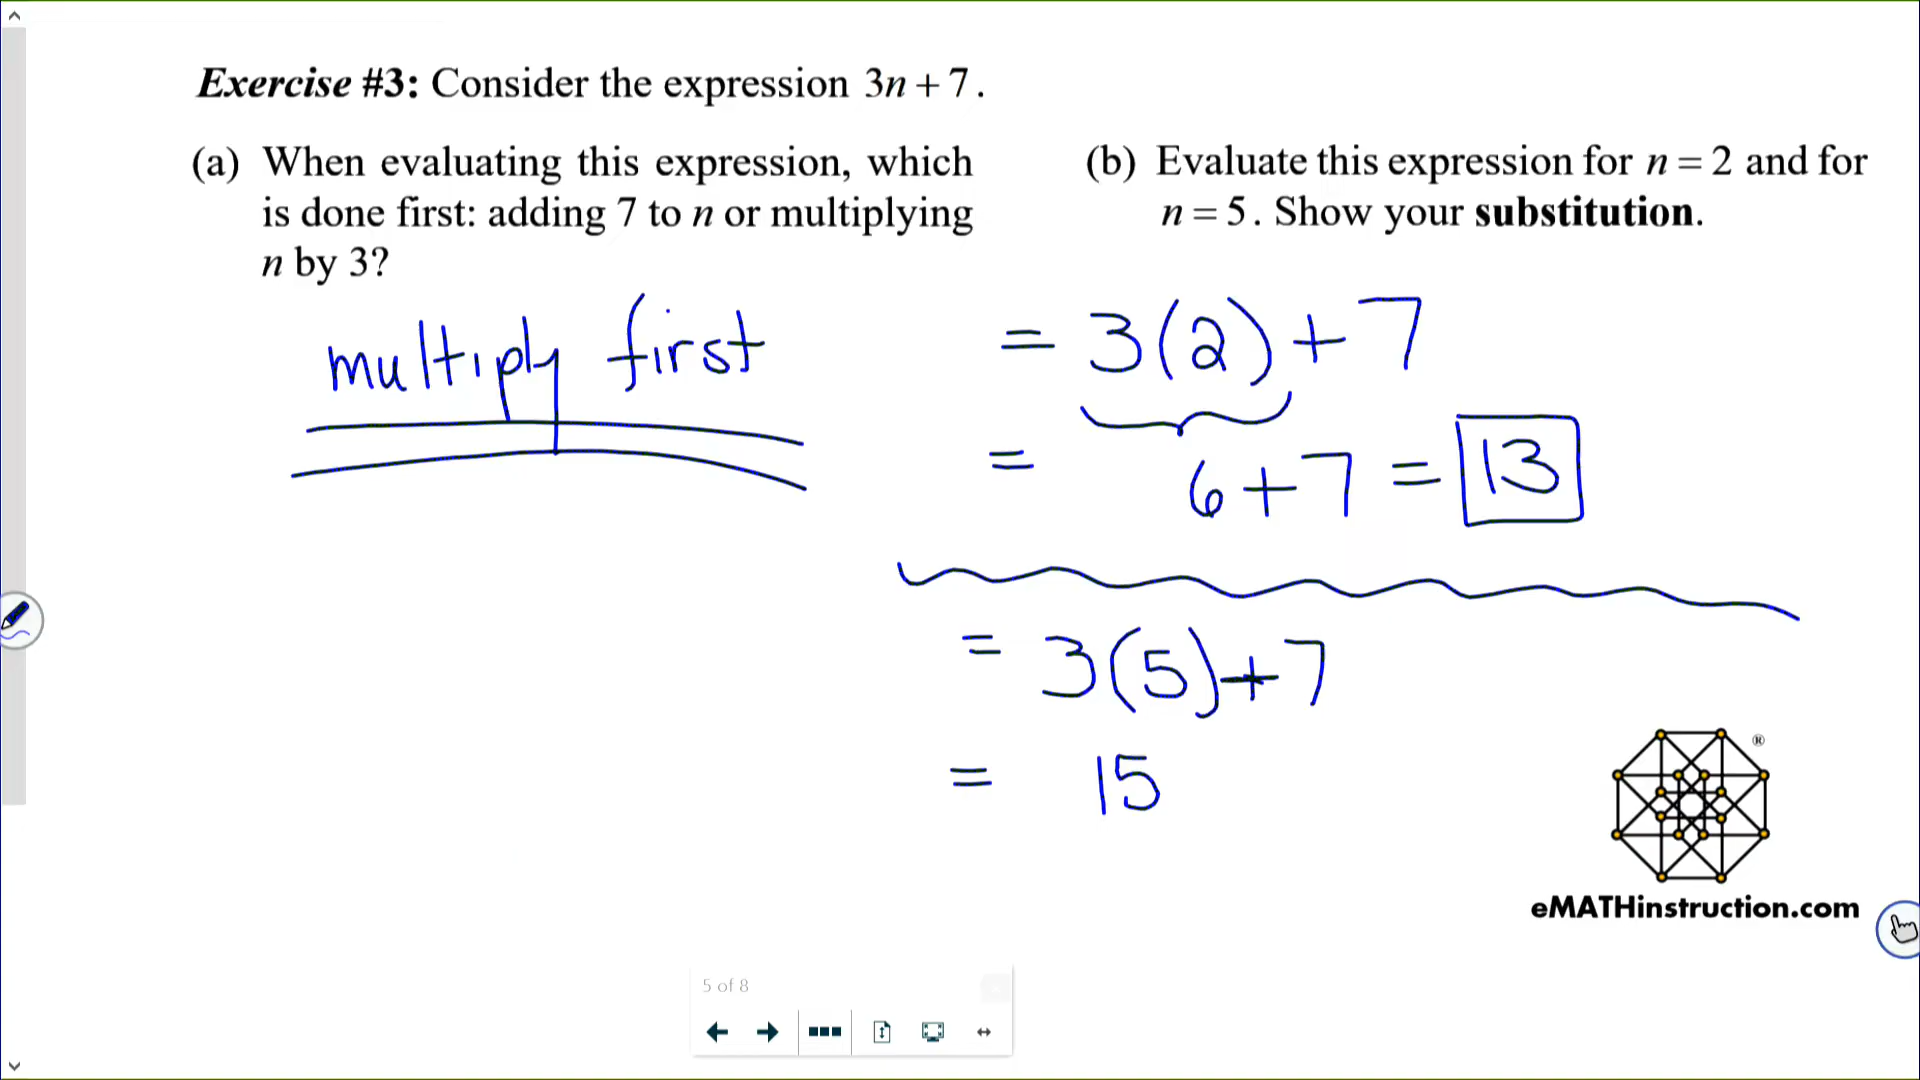 Exercise #3: Consider the expression 3n + 7.
(a) When evaluating this expression, which
is done first: adding 7 to n or multiplying
n by 3?
multiply first
(b) Evaluate this expression for n = 2 and for
n = 5. Show your substitution.
= 3(2) + 7
= 6 + 7 = 13
= 3(5) + 7
= 15
®
eMATHinstruction.com
5 of 8